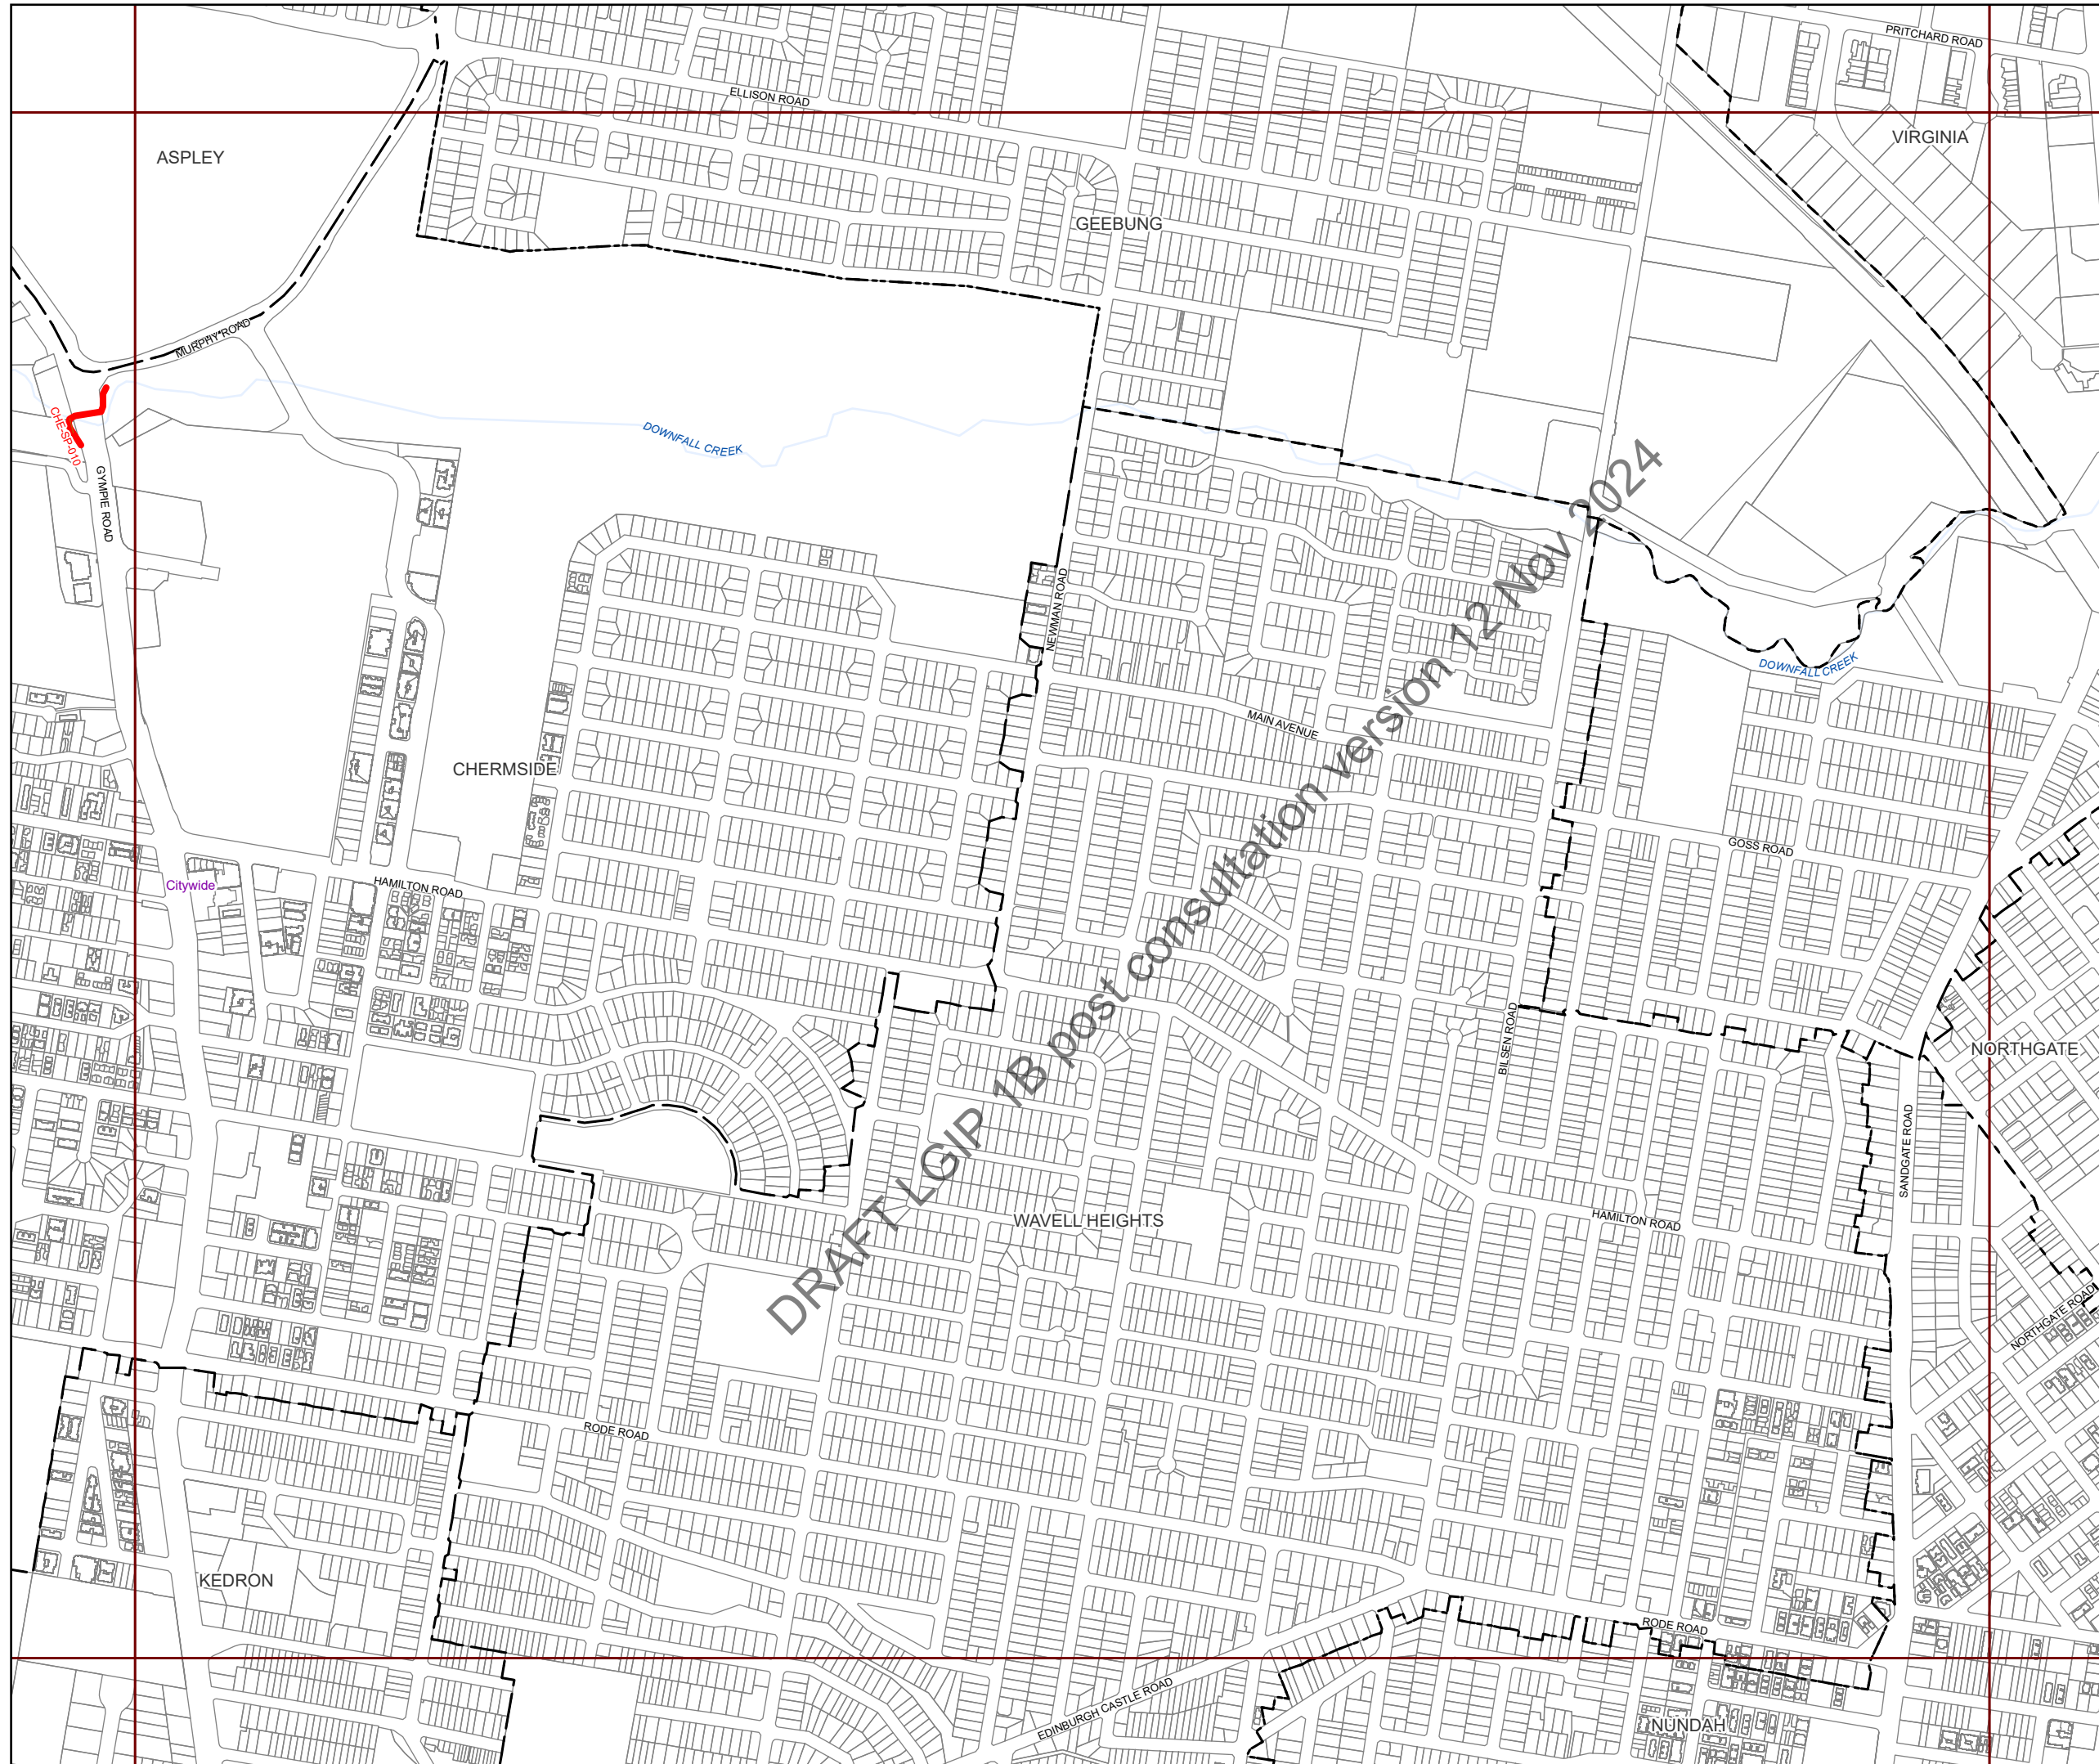 PRITCHARD ROAD
ELLISON ROAD
VIRGINIA
ASPLEY
GEEBUNG
MURPHY ROAD
CHE-SP-010
DOWNFALL CREEK
GYMPIE ROAD
NEWMAN ROAD
DOWNFALL CREEK
MAIN AVENUE
CHERMSIDE
GOSS ROAD
Citywide
HAMILTON ROAD
DRAFT LGIP 1B post consultation version 12 Nov 2024
BILSEN ROAD
NORTHGATE
SANDGATE ROAD
WAVELL HEIGHTS
HAMILTON ROAD
NORTHGATE ROAD
RODE ROAD
KEDRON
RODE ROAD
EDINBURGH CASTLE ROAD
NUNDAH